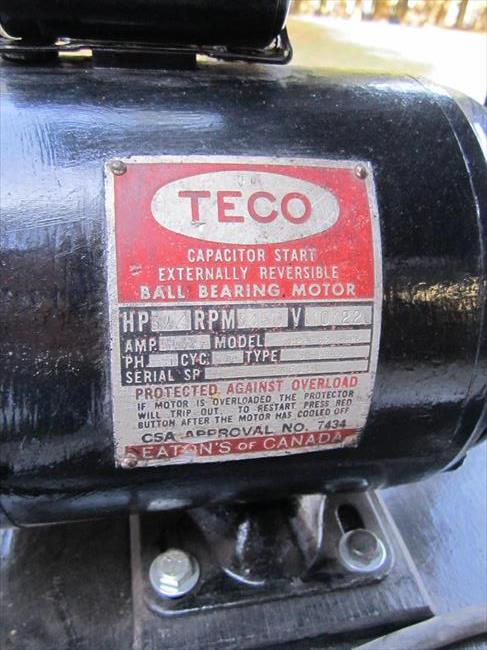 TECO
CAPACITOR START
EXTERNALLY REVERSIBLE
BALL BEARING MOTOR
HP RPM V
AMP. MODEL
PH CYC. TYPE
SERIAL SP
PROTECTED AGAINST OVERLOAD
IF MOTOR IS OVERLOADED THE PROTECTOR
WILL TRIP OUT. TO RESTART PRESS RED
BUTTON AFTER THE MOTOR HAS COOLED OFF
CSA APPROVAL NO. 7434
EATON'S OF CANADA